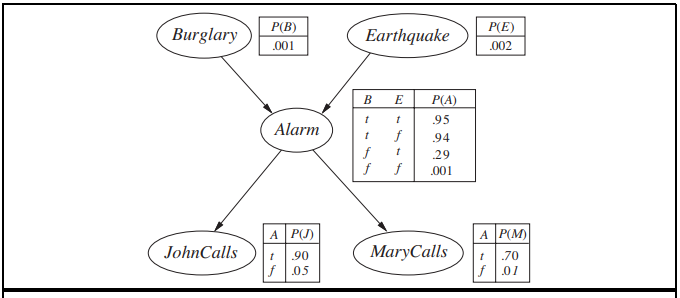 Burglary
P(B)
.001
Earthquake
P(E)
.002
Alarm
B E P(A)
t t .95
t f .94
f t .29
f f .001
JohnCalls
A P(J)
t .90
f .05
MaryCalls
A P(M)
t .70
f .01